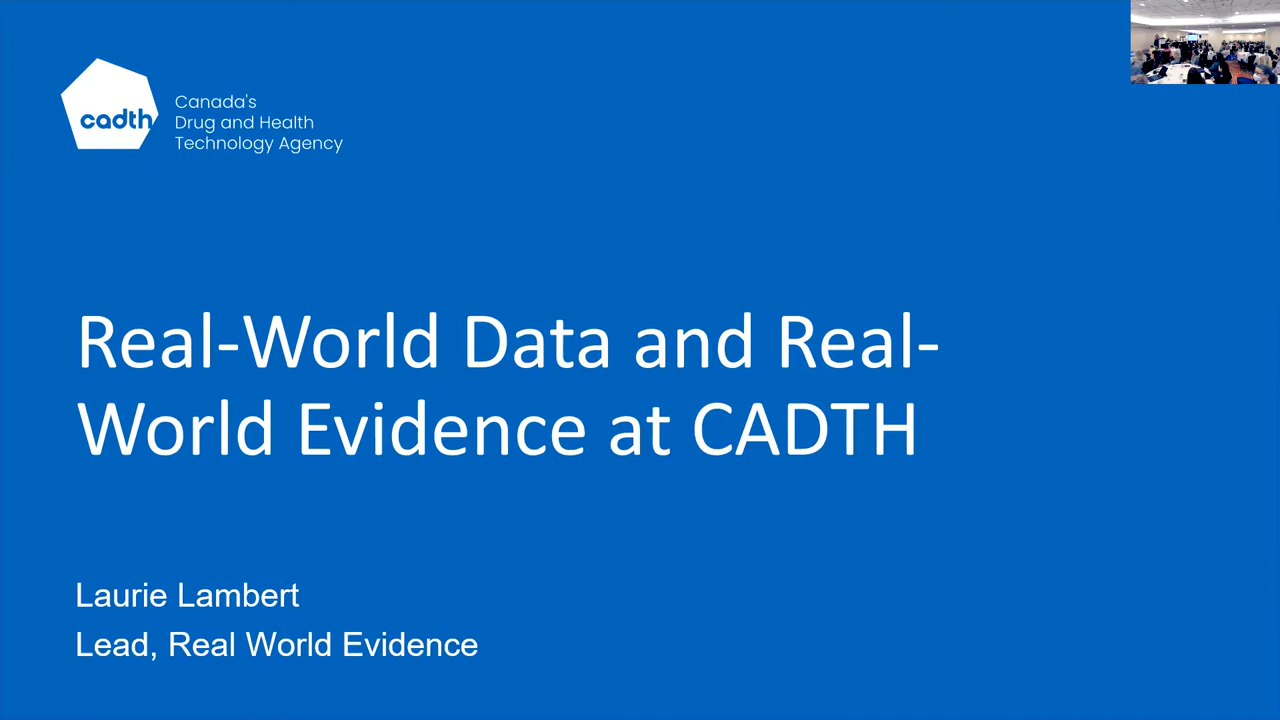 cadth
Canada's
Drug and Health
Technology Agency
Real-World Data and Real-
World Evidence at CADTH
Laurie Lambert
Lead, Real World Evidence